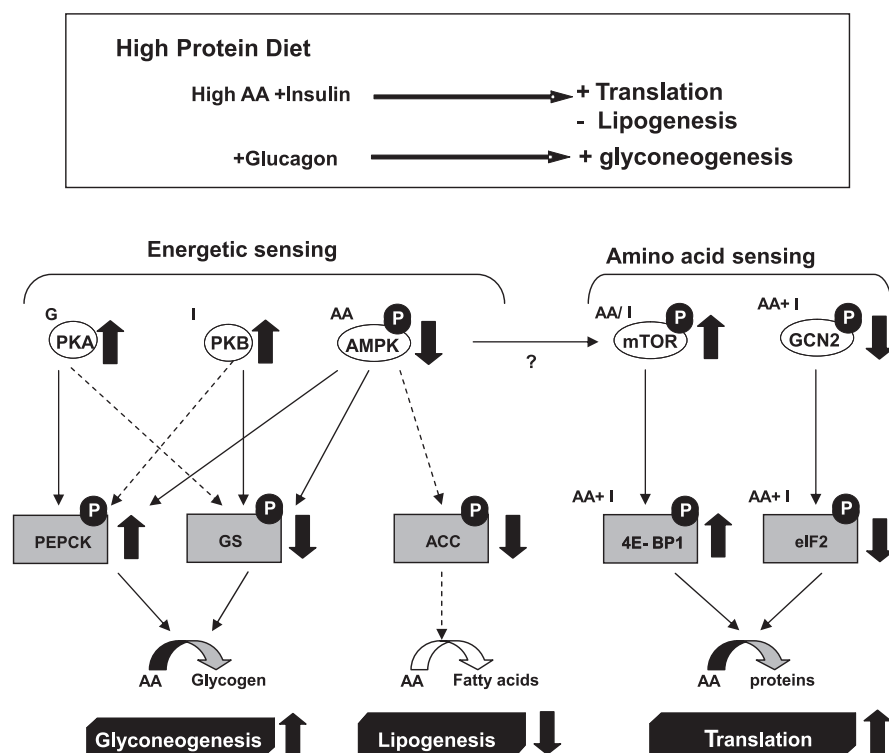 High Protein Diet
High AA +Insulin
+ Translation
- Lipogenesis
+Glucagon
+ glyconeogenesis
Energetic sensing
Amino acid sensing
G
PKA
I
PKB
AA
P
AMPK
?
AA/ I
P
mTOR
AA+ I
P
GCN2
P
PEPCK
P
GS
P
ACC
AA+ I
P
4E- BP1
AA+ I
P
eIF2
AA
Glycogen
AA
Fatty acids
AA
proteins
Glyconeogenesis
Lipogenesis
Translation